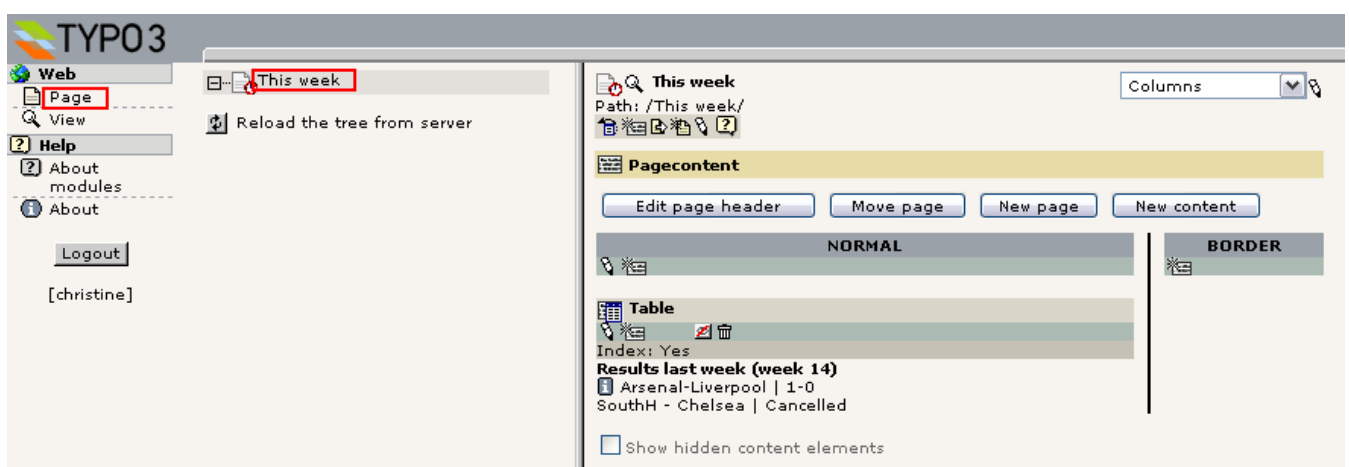 TYPO3
Web
Page
View
Help
About
modules
About
Logout
[christine]
This week
Reload the tree from server
This week
Columns
Path: /This week/
Pagecontent
Edit page header
Move page
New page
New content
NORMAL
BORDER
Table
Index: Yes
Results last week (week 14)
Arsenal-Liverpool | 1-0
SouthH - Chelsea | Cancelled
Show hidden content elements